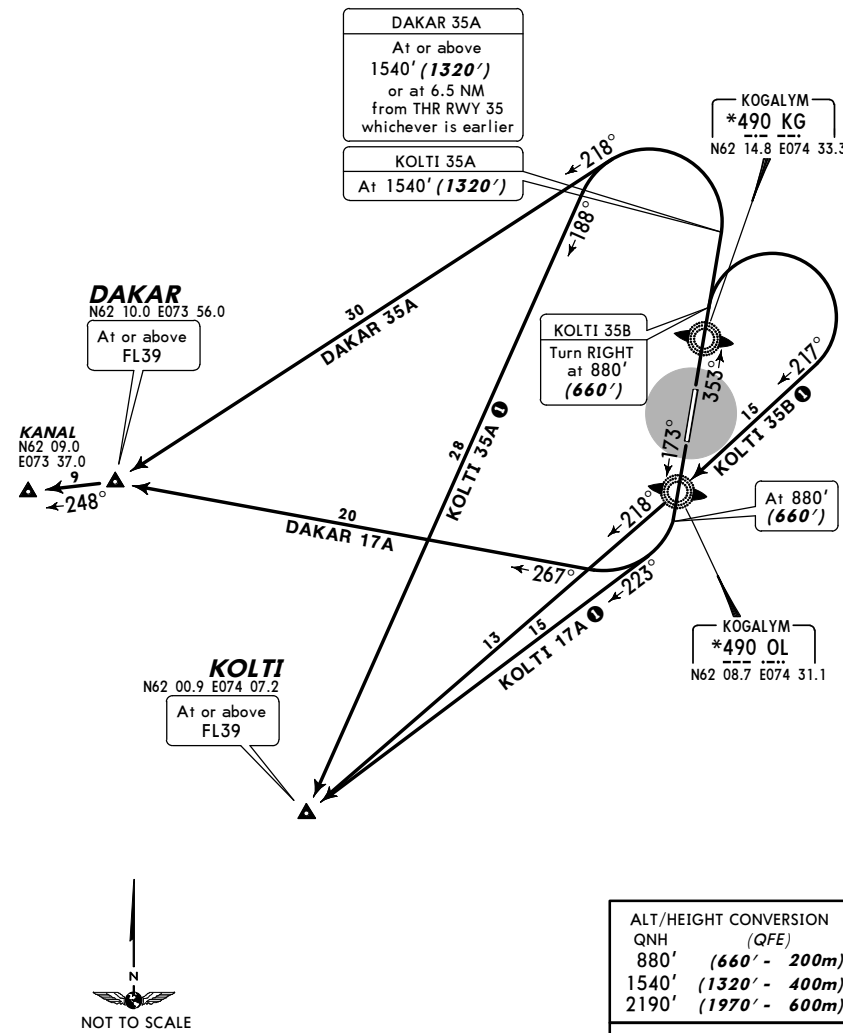 DAKAR 35A
At or above
1540' (1320')
or at 6.5 NM
from THR RWY 35
whichever is earlier
KOLTI 35A
At 1540' (1320')
KOGALYM
*490 KG
N62 14.8 E074 33.3
218°
188°
DAKAR
N62 10.0 E073 56.0
At or above
FL39
30
DAKAR 35A
KOLTI 35B
Turn RIGHT
at 880'
(660')
353°
217°
15
KOLTI 35B 1
KANAL
N62 09.0
E073 37.0
9
248°
28
KOLTI 35A 1
173°
20
DAKAR 17A
267°
218°
223°
At 880'
(660')
13
15
KOLTI 17A 1
KOGALYM
*490 OL
N62 08.7 E074 31.1
KOLTI
N62 00.9 E074 07.2
At or above
FL39
N
NOT TO SCALE
ALT/HEIGHT CONVERSION
QNH (QFE)
880' (660' - 200m)
1540' (1320' - 400m)
2190' (1970' - 600m)